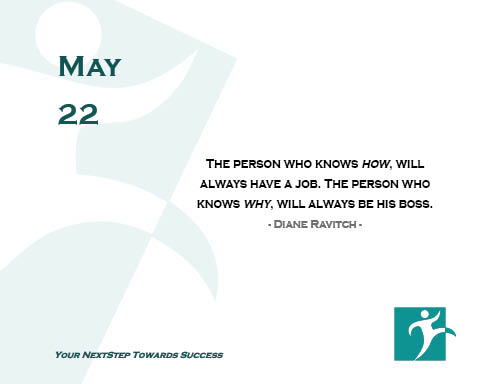 May
22
The person who knows how, will
always have a job. The person who
knows why, will always be his boss.
- Diane Ravitch -
Your NextStep Towards Success